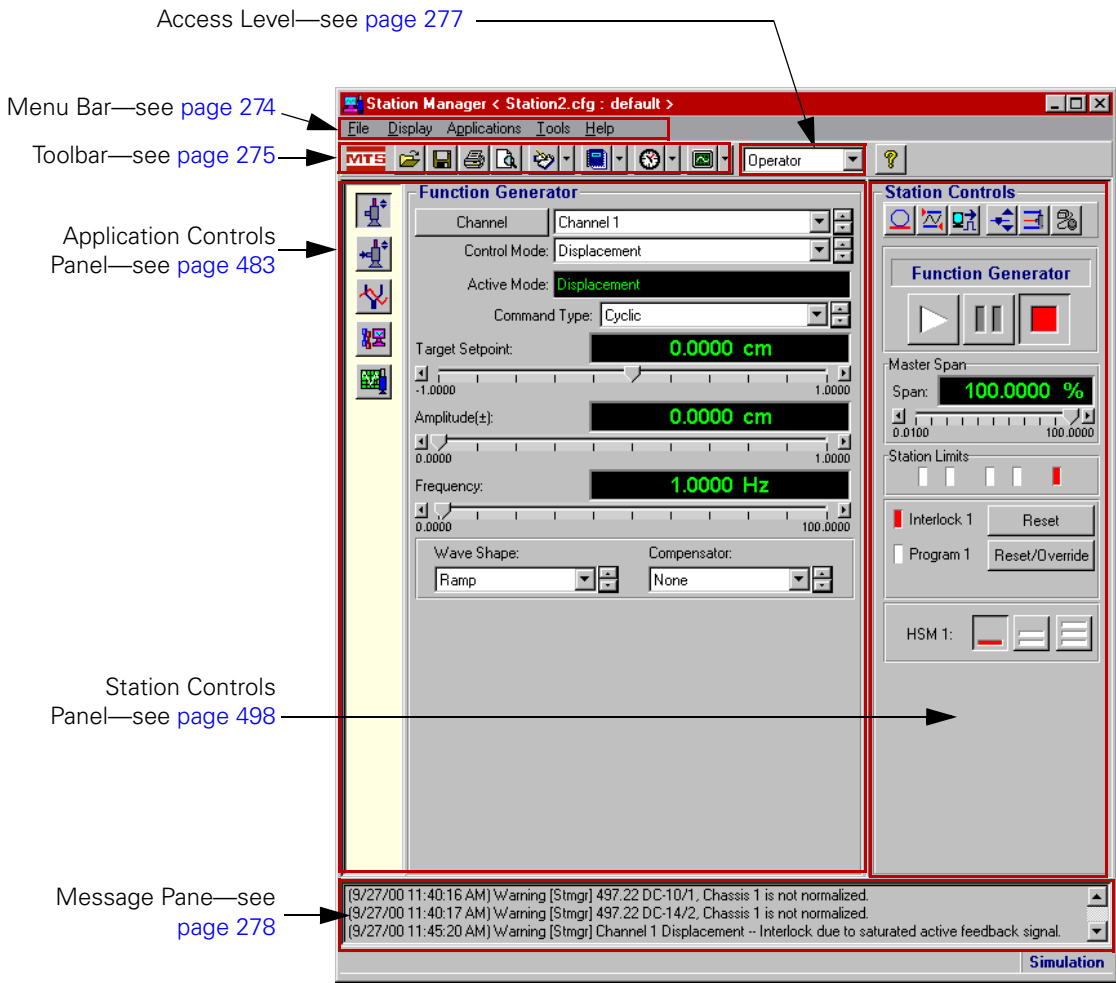 Access Level—see page 277
Menu Bar—see page 274
Toolbar—see page 275
Application Controls
Panel—see page 483
Station Controls
Panel—see page 498
Message Pane—see
page 278
Station Manager < Station2.cfg : default >
File Display Applications Tools Help
MTS
Operator
?
Function Generator
Channel
Channel 1
Control Mode: Displacement
Active Mode: Displacement
Command Type: Cyclic
Target Setpoint: 0.0000 cm
-1.0000 1.0000
Amplitude(±): 0.0000 cm
0.0000 1.0000
Frequency: 1.0000 Hz
0.0000 100.0000
Wave Shape: Compensator:
Ramp None
Station Controls
Function Generator
Master Span
Span: 100.0000 %
0.0100 100.0000
Station Limits
Interlock 1 Reset
Program 1 Reset/Override
HSM 1:
(9/27/00 11:40:16 AM) Warning [Stmgr] 497.22 DC-10/1, Chassis 1 is not normalized.
(9/27/00 11:40:17 AM) Warning [Stmgr] 497.22 DC-14/2, Chassis 1 is not normalized.
(9/27/00 11:45:20 AM) Warning [Stmgr] Channel 1 Displacement -- Interlock due to saturated active feedback signal.
Simulation